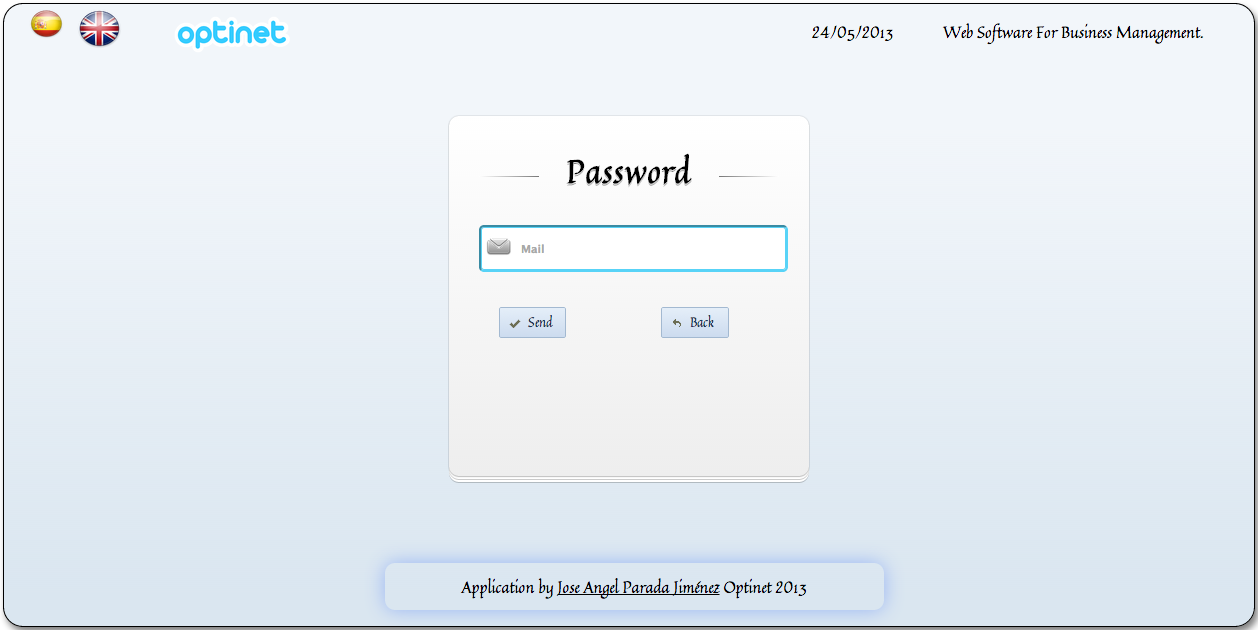 optinet
24/05/2013
Web Software For Business Management.
Password
Mail
Send
Back
Application by Jose Angel Parada Jiménez Optinet 2013